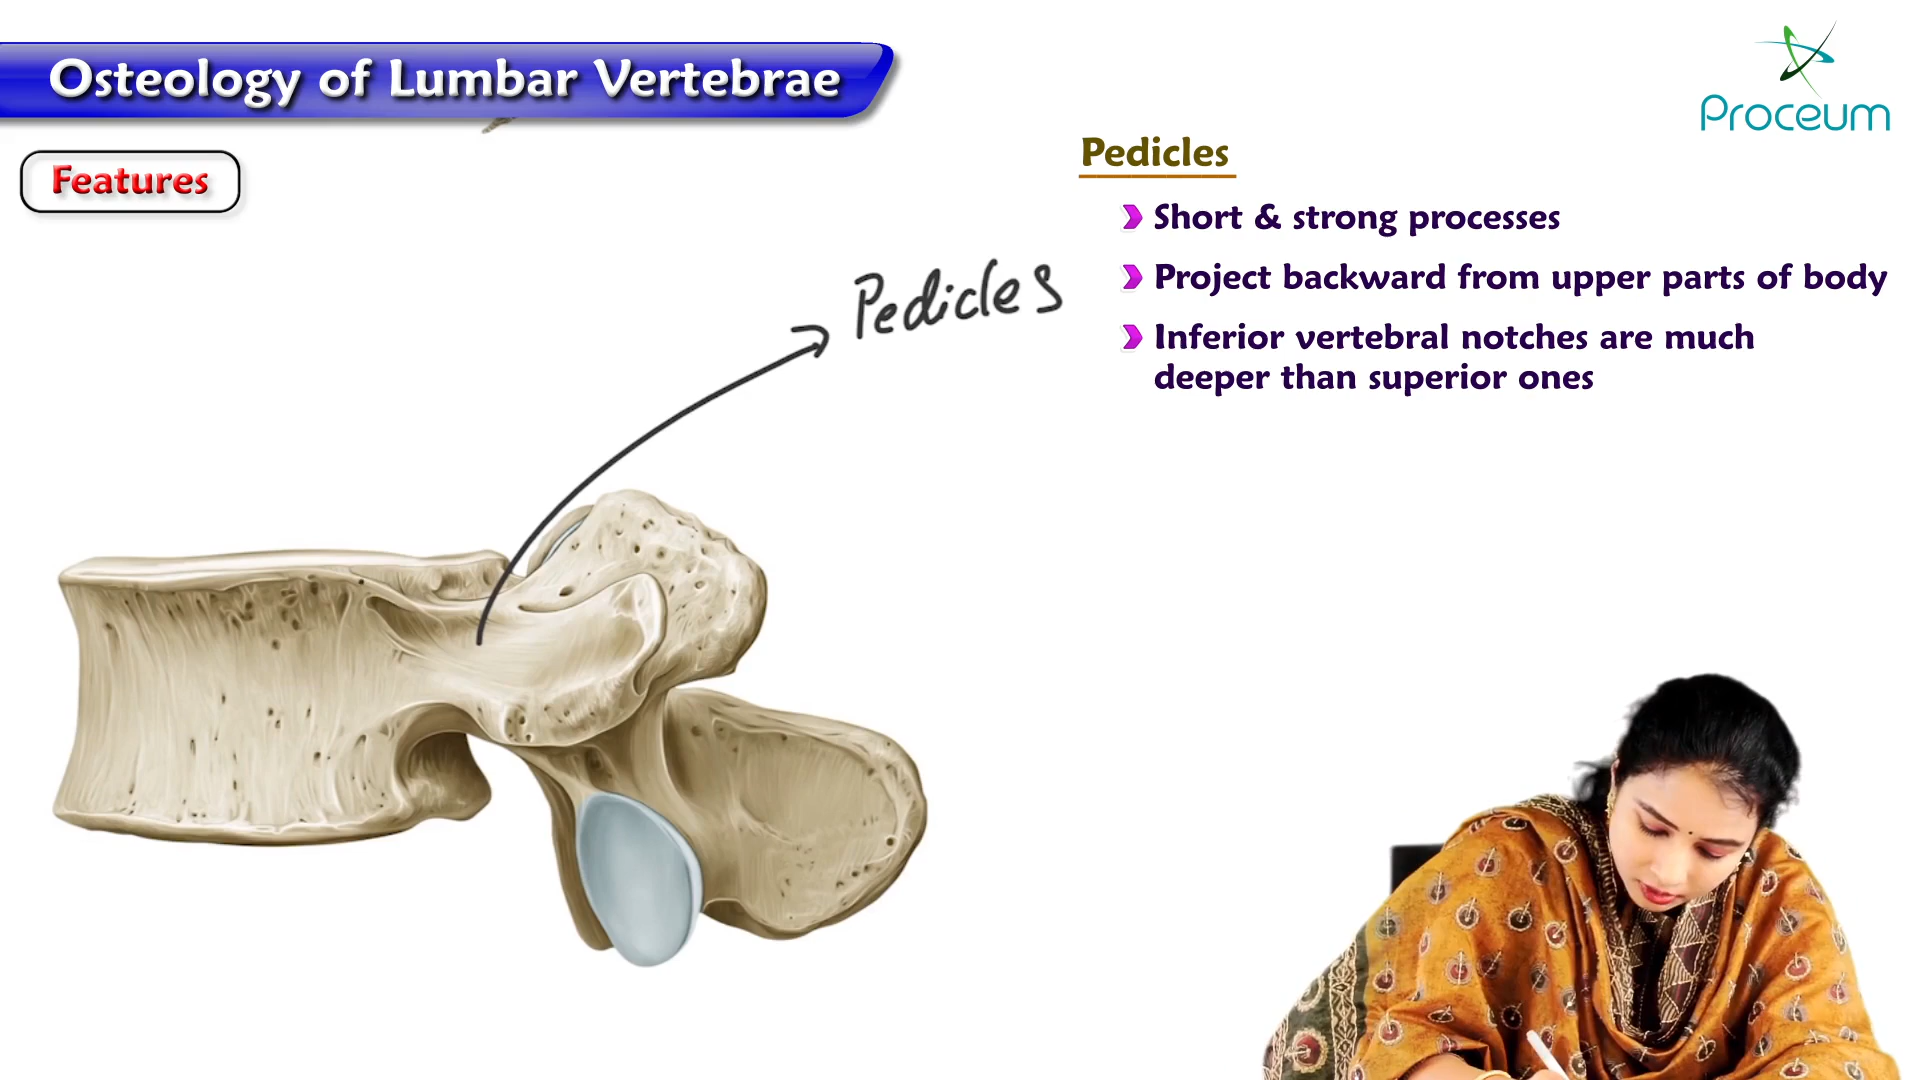 Osteology of Lumbar Vertebrae
Proceum
Features
Pedicles
Short & strong processes
Project backward from upper parts of body
Inferior vertebral notches are much
deeper than superior ones
Pedicles